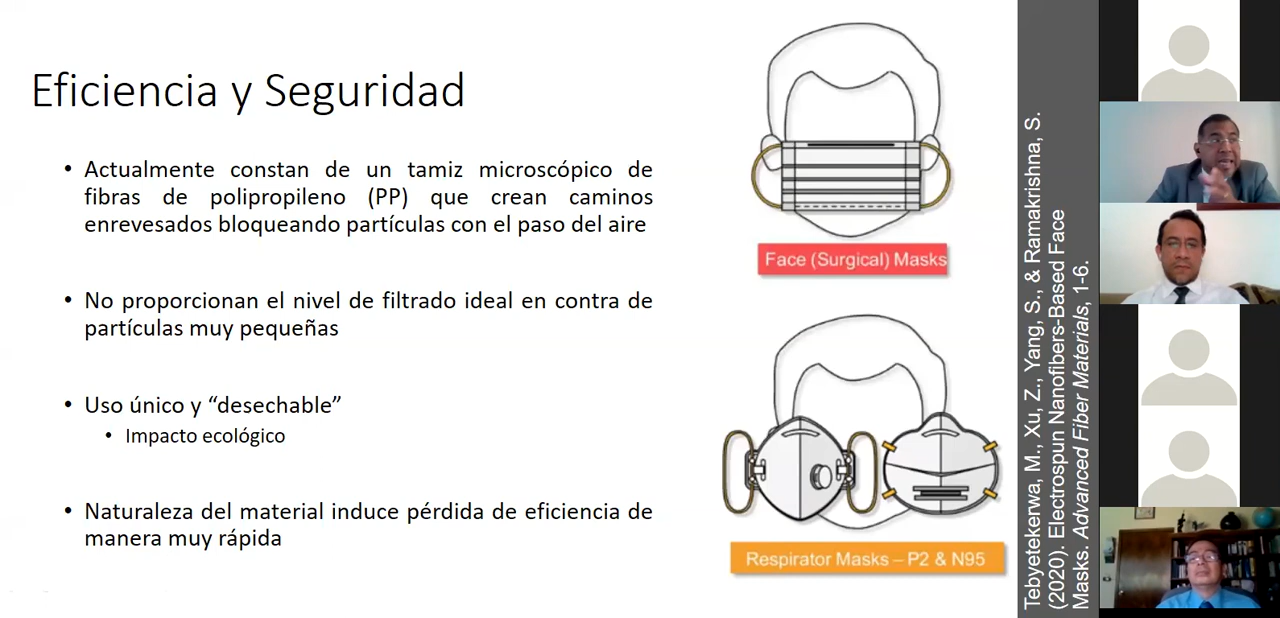 Eficiencia y Seguridad
• Actualmente constan de un tamiz microscópico de
fibras de polipropileno (PP) que crean caminos
enrevesados bloqueando partículas con el paso del aire
• No proporcionan el nivel de filtrado ideal en contra de
partículas muy pequeñas
• Uso único y “desechable”
• Impacto ecológico
• Naturaleza del material induce pérdida de eficiencia de
manera muy rápida
Face (Surgical) Masks
Respirator Masks – P2 & N95
Tebyetekerwa, M., Xu, Z., Yang, S., & Ramakrishna, S.
(2020). Electrospun Nanofibers-Based Face
Masks. Advanced Fiber Materials, 1-6.